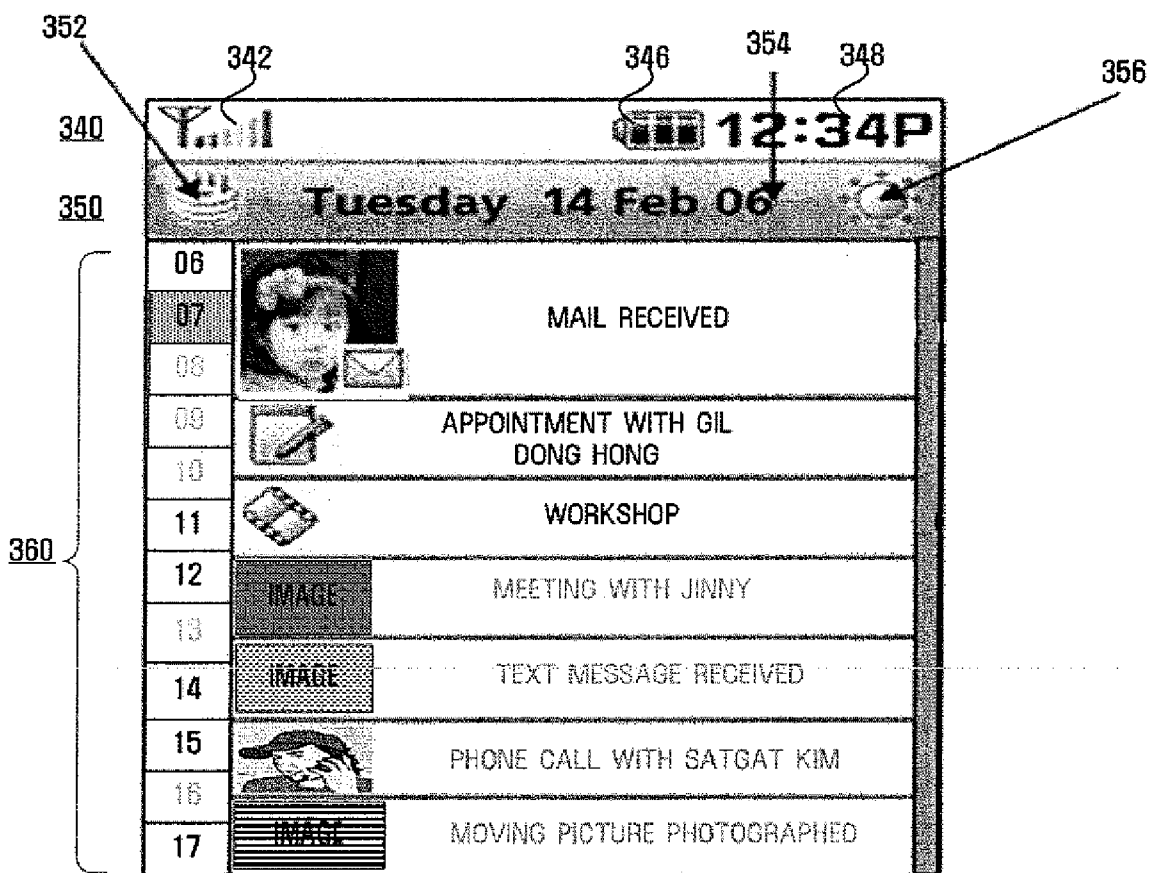 352
342
346
354
348
356
340
12:34P
350
Tuesday 14 Feb 06
06
MAIL RECEIVED
07
08
09
APPOINTMENT WITH GIL
DONG HONG
10
11
WORKSHOP
360
12
IMAGE
MEETING WITH JINNY
13
14
IMAGE
TEXT MESSAGE RECEIVED
15
PHONE CALL WITH SATGAT KIM
16
17
IMAGE
MOVING PICTURE PHOTOGRAPHED